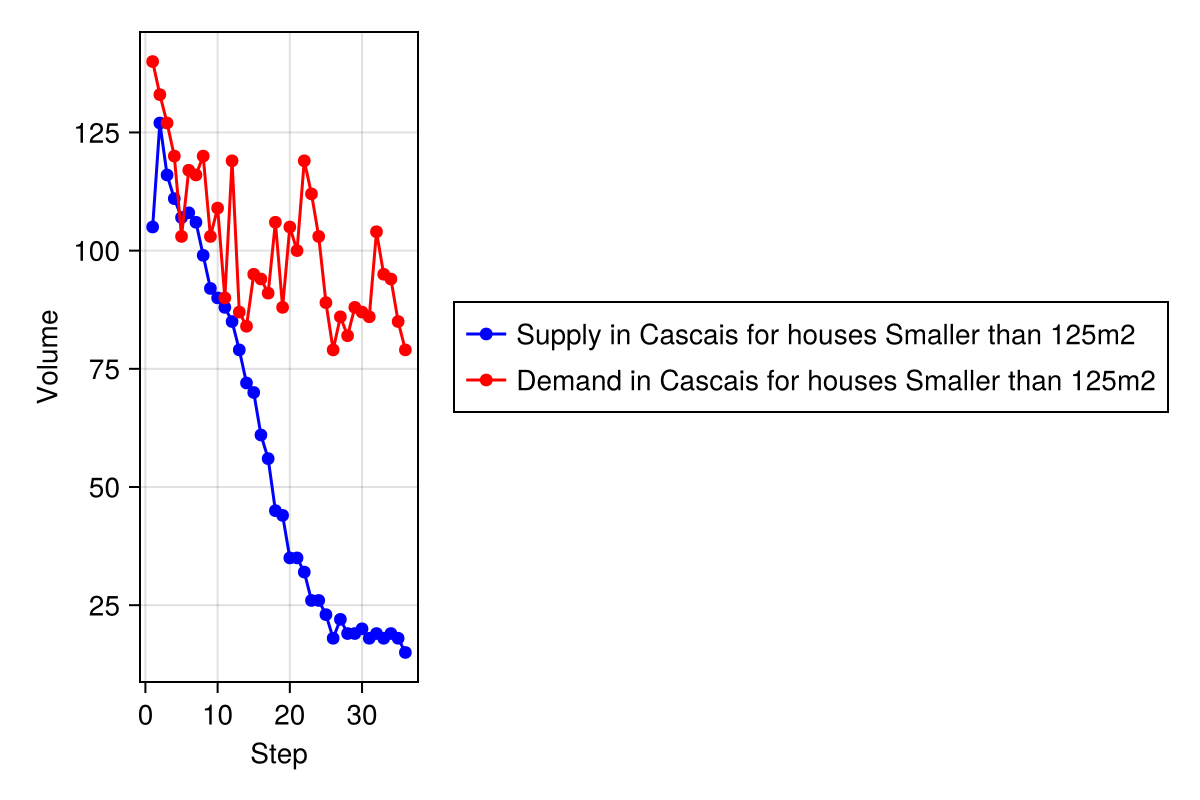 125
100
75
50
25
Volume
0 10 20 30
Step
Supply in Cascais for houses Smaller than 125m2
Demand in Cascais for houses Smaller than 125m2